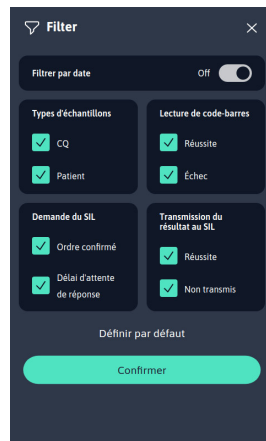 Filter
Filtrer par date
Off
Types d'échantillons
CQ
Patient
Lecture de code-barres
Réussite
Échec
Demande du SIL
Ordre confirmé
Délai d'attente
de réponse
Transmission du
résultat au SIL
Réussite
Non transmis
Définir par défaut
Confirmer